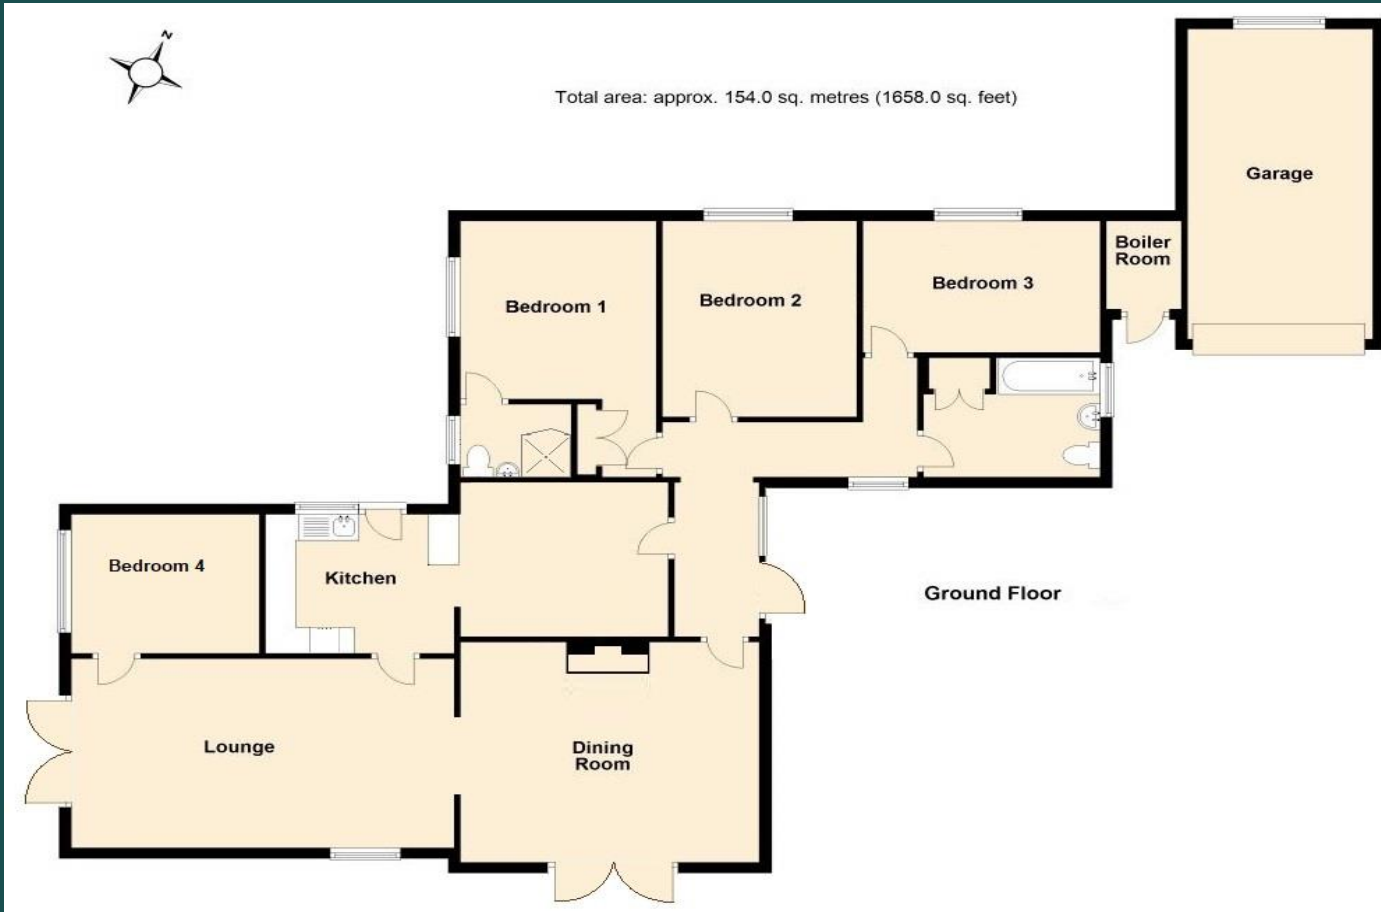 N
Total area: approx. 154.0 sq. metres (1658.0 sq. feet)
Garage
Boiler
Room
Bedroom 1
Bedroom 2
Bedroom 3
Bedroom 4
Kitchen
Ground Floor
Lounge
Dining
Room